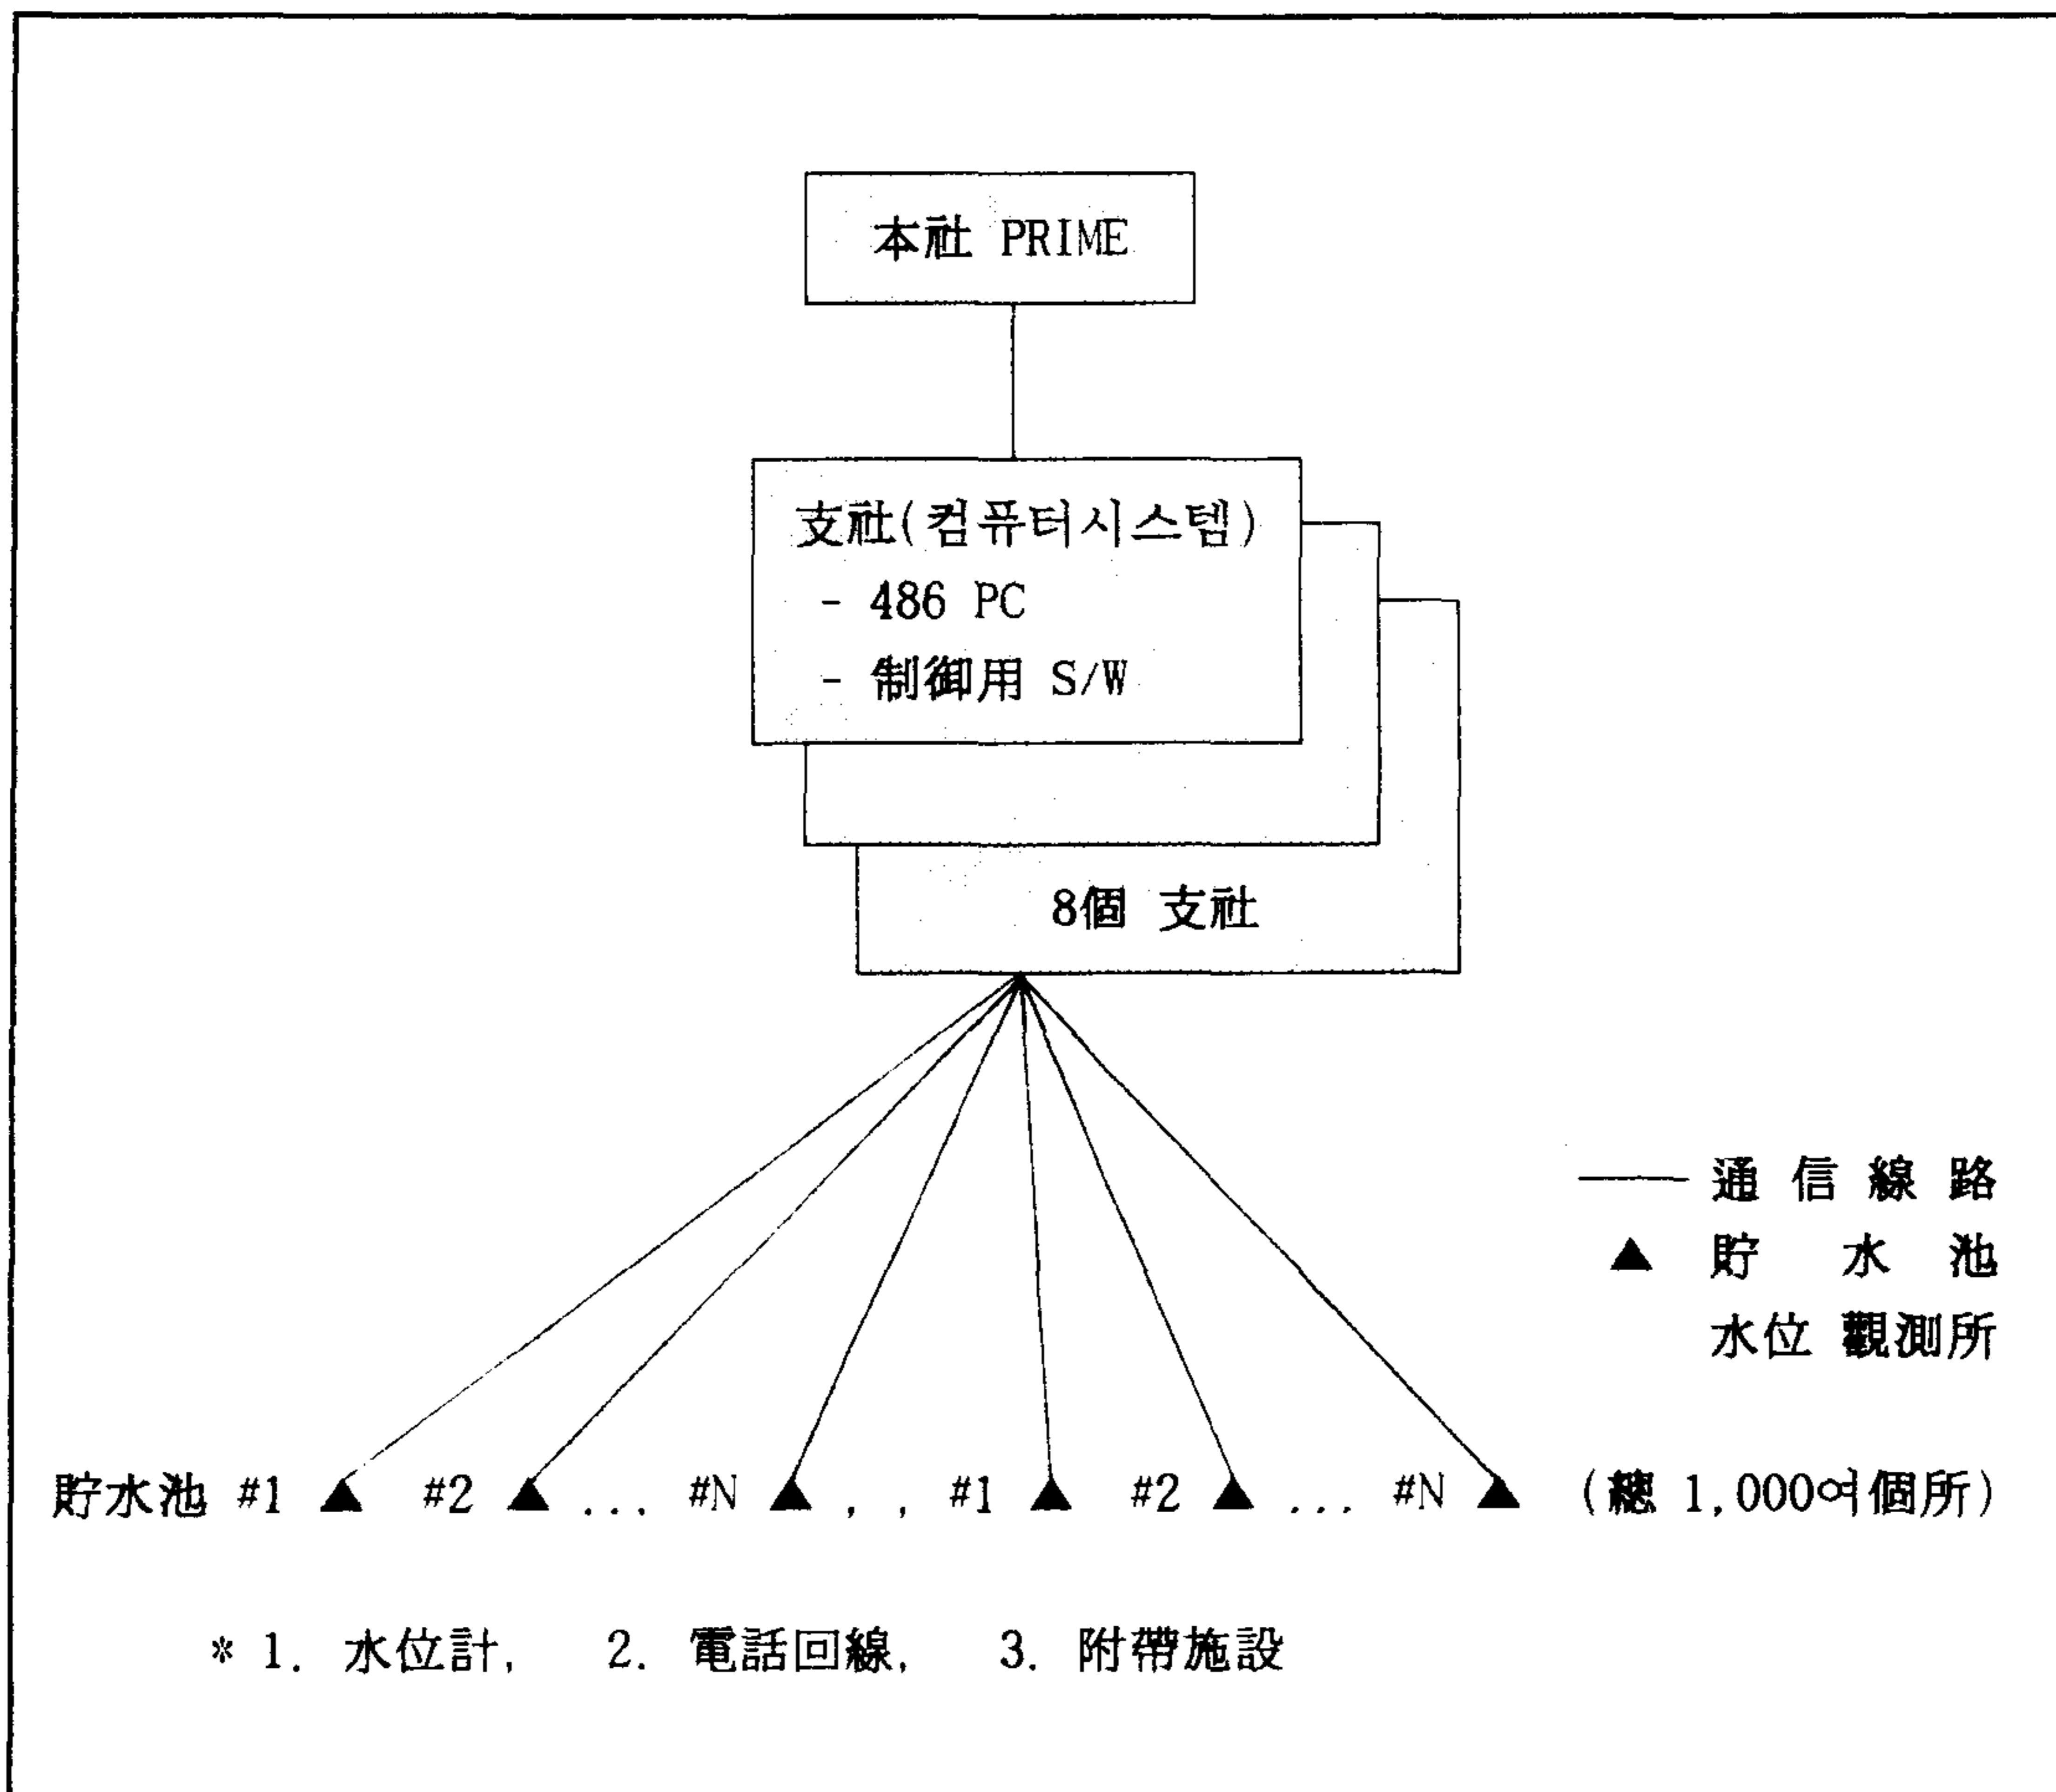 本社 PRIME
支社(컴퓨터시스템)
- 486 PC
- 制御用 S/W
8個 支社
通 信 線 路
▲ 貯 水 池
水位 觀測所
貯水池 #1 ▲ #2 ▲ ... #N ▲ , , #1 ▲ #2 ▲ ... #N ▲ (總 1,000여個所)
* 1. 水位計, 2. 電話回線, 3. 附帶施設